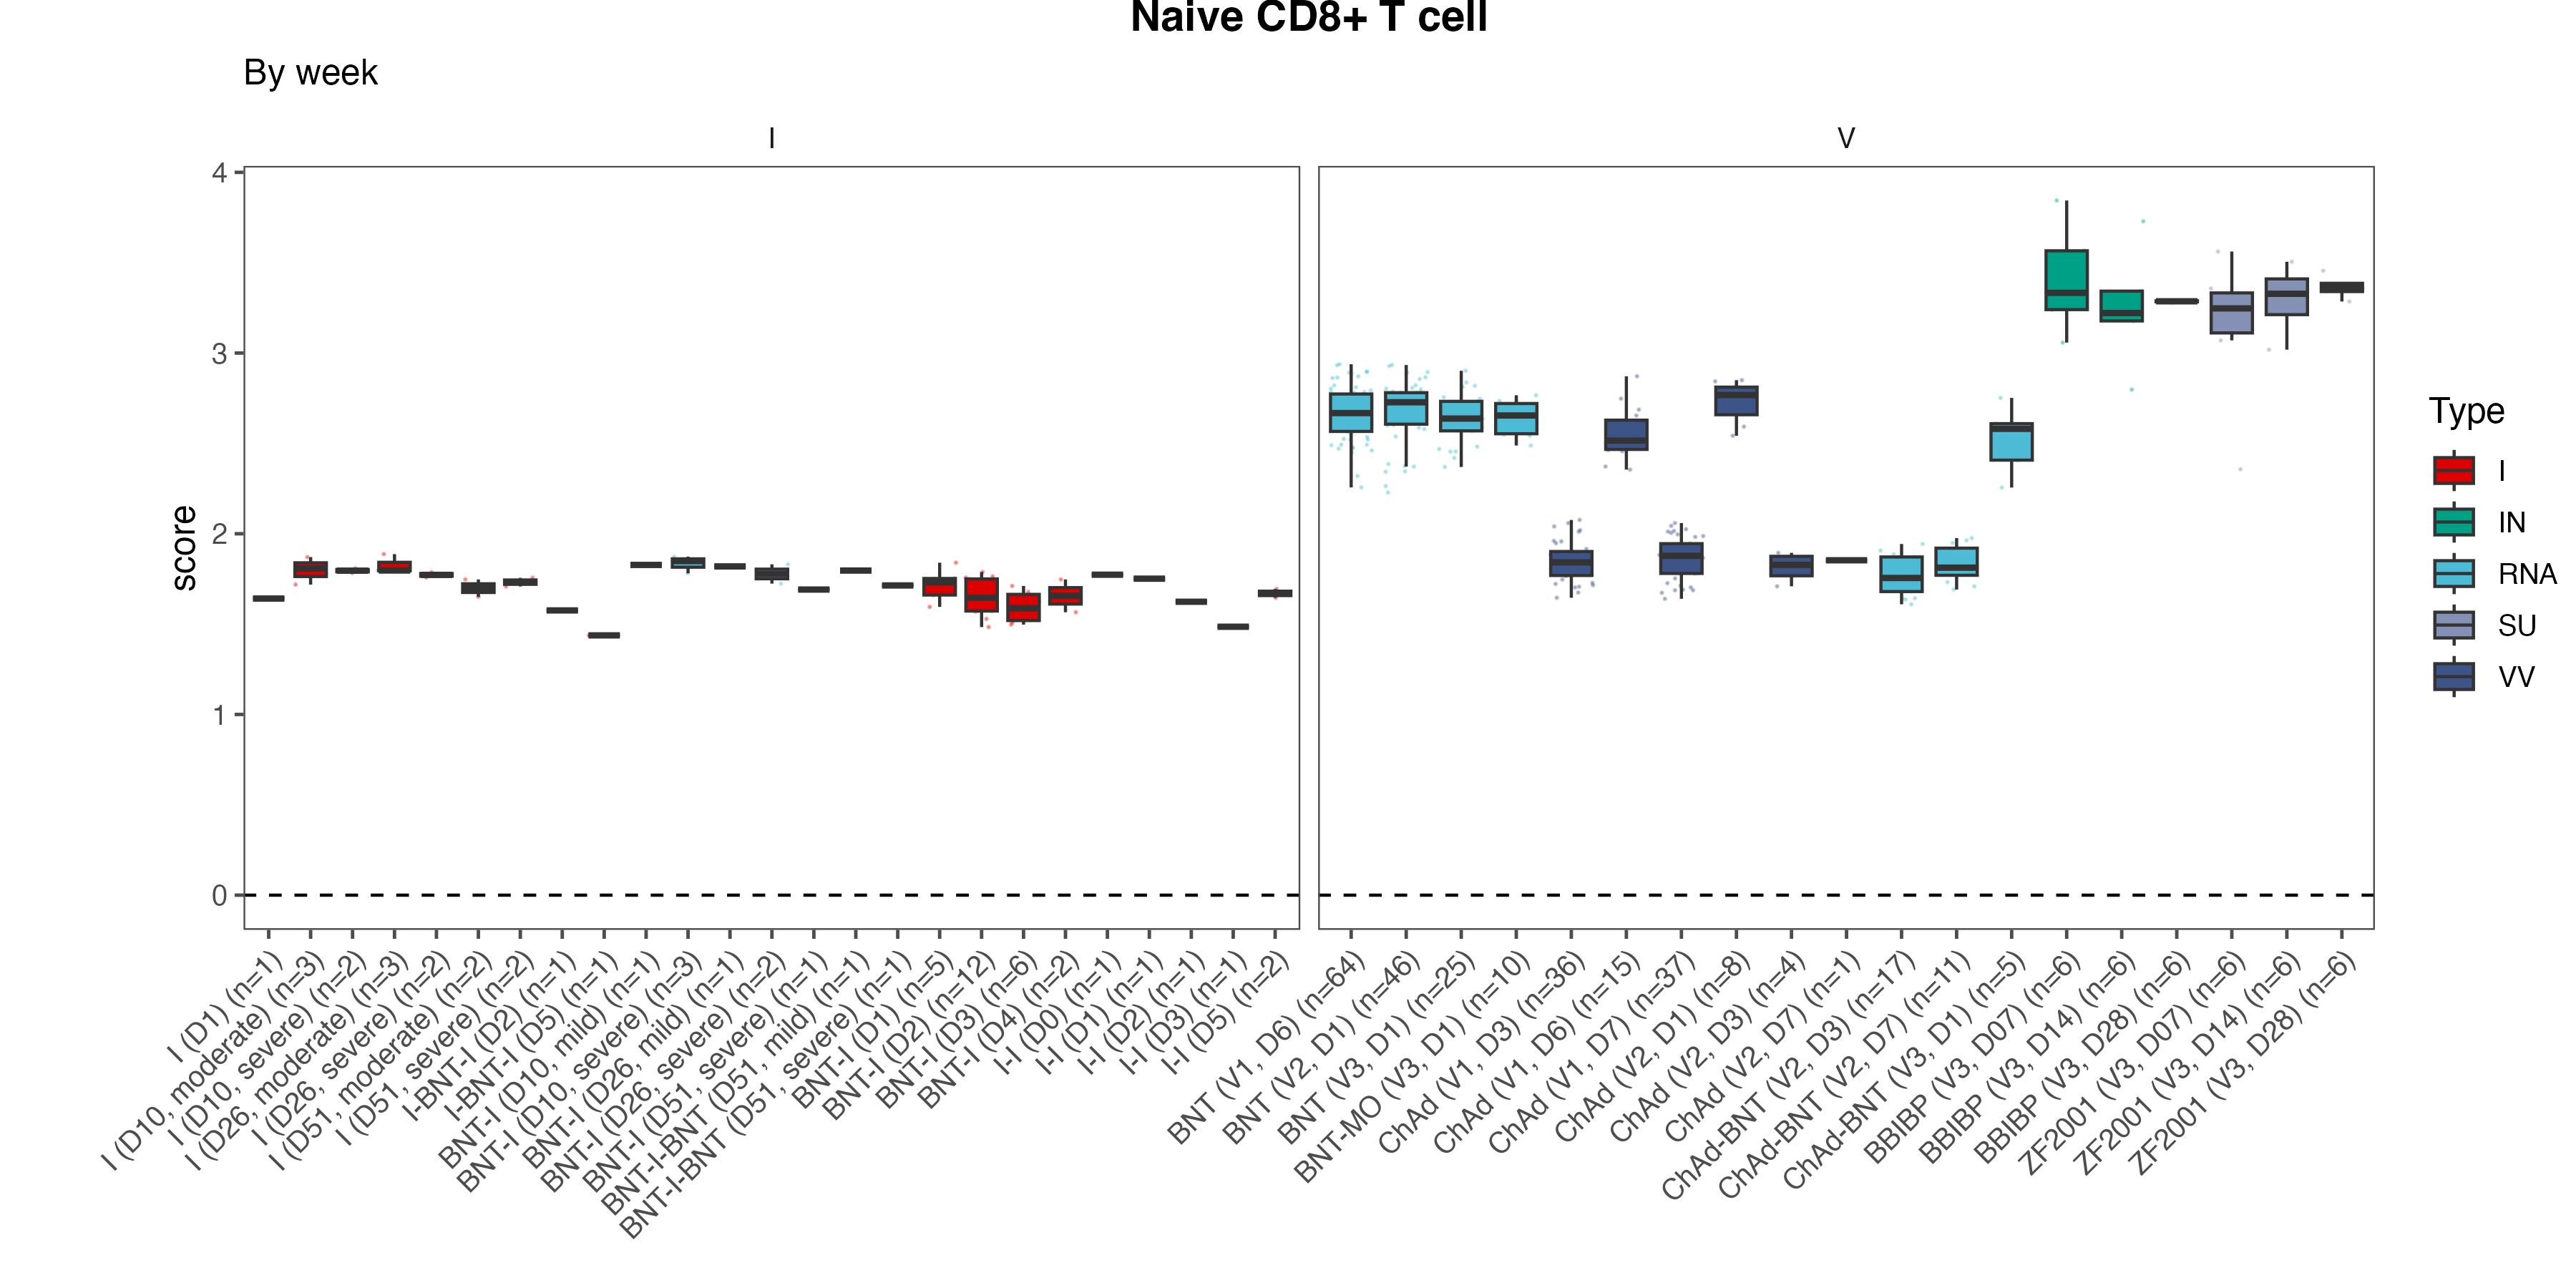 Naive CD8+ T cell
By week
I
V
score
4
3
2
1
0
I (D1) (n=1)
I (D10, moderate) (n=3)
I (D10, severe) (n=2)
I (D26, moderate) (n=3)
I (D26, severe) (n=2)
I (D51, moderate) (n=2)
I (D51, severe) (n=2)
I-BNT-I (D2) (n=1)
I-BNT-I (D5) (n=1)
BNT-I (D10, mild) (n=1)
BNT-I (D10, severe) (n=3)
BNT-I (D26, mild) (n=1)
BNT-I (D26, severe) (n=2)
BNT-I (D51, severe) (n=1)
BNT-I-BNT (D51, mild) (n=1)
BNT-I-BNT (D51, severe) (n=1)
BNT-I (D1) (n=5)
BNT-I (D2) (n=12)
BNT-I (D3) (n=6)
BNT-I (D4) (n=2)
I-I (D0) (n=1)
I-I (D1) (n=1)
I-I (D2) (n=1)
I-I (D3) (n=1)
I-I (D5) (n=2)
BNT (V1, D6) (n=64)
BNT (V2, D1) (n=46)
BNT (V3, D1) (n=25)
BNT-MO (V3, D1) (n=10)
ChAd (V1, D3) (n=36)
ChAd (V1, D6) (n=15)
ChAd (V1, D7) (n=37)
ChAd (V2, D1) (n=8)
ChAd (V2, D3) (n=4)
ChAd (V2, D7) (n=1)
ChAd-BNT (V2, D3) (n=17)
ChAd-BNT (V2, D7) (n=11)
ChAd-BNT (V3, D1) (n=5)
BBIBP (V3, D07) (n=6)
BBIBP (V3, D14) (n=6)
BBIBP (V3, D28) (n=6)
ZF2001 (V3, D07) (n=6)
ZF2001 (V3, D14) (n=6)
ZF2001 (V3, D28) (n=6)
Type
I
IN
RNA
SU
VV